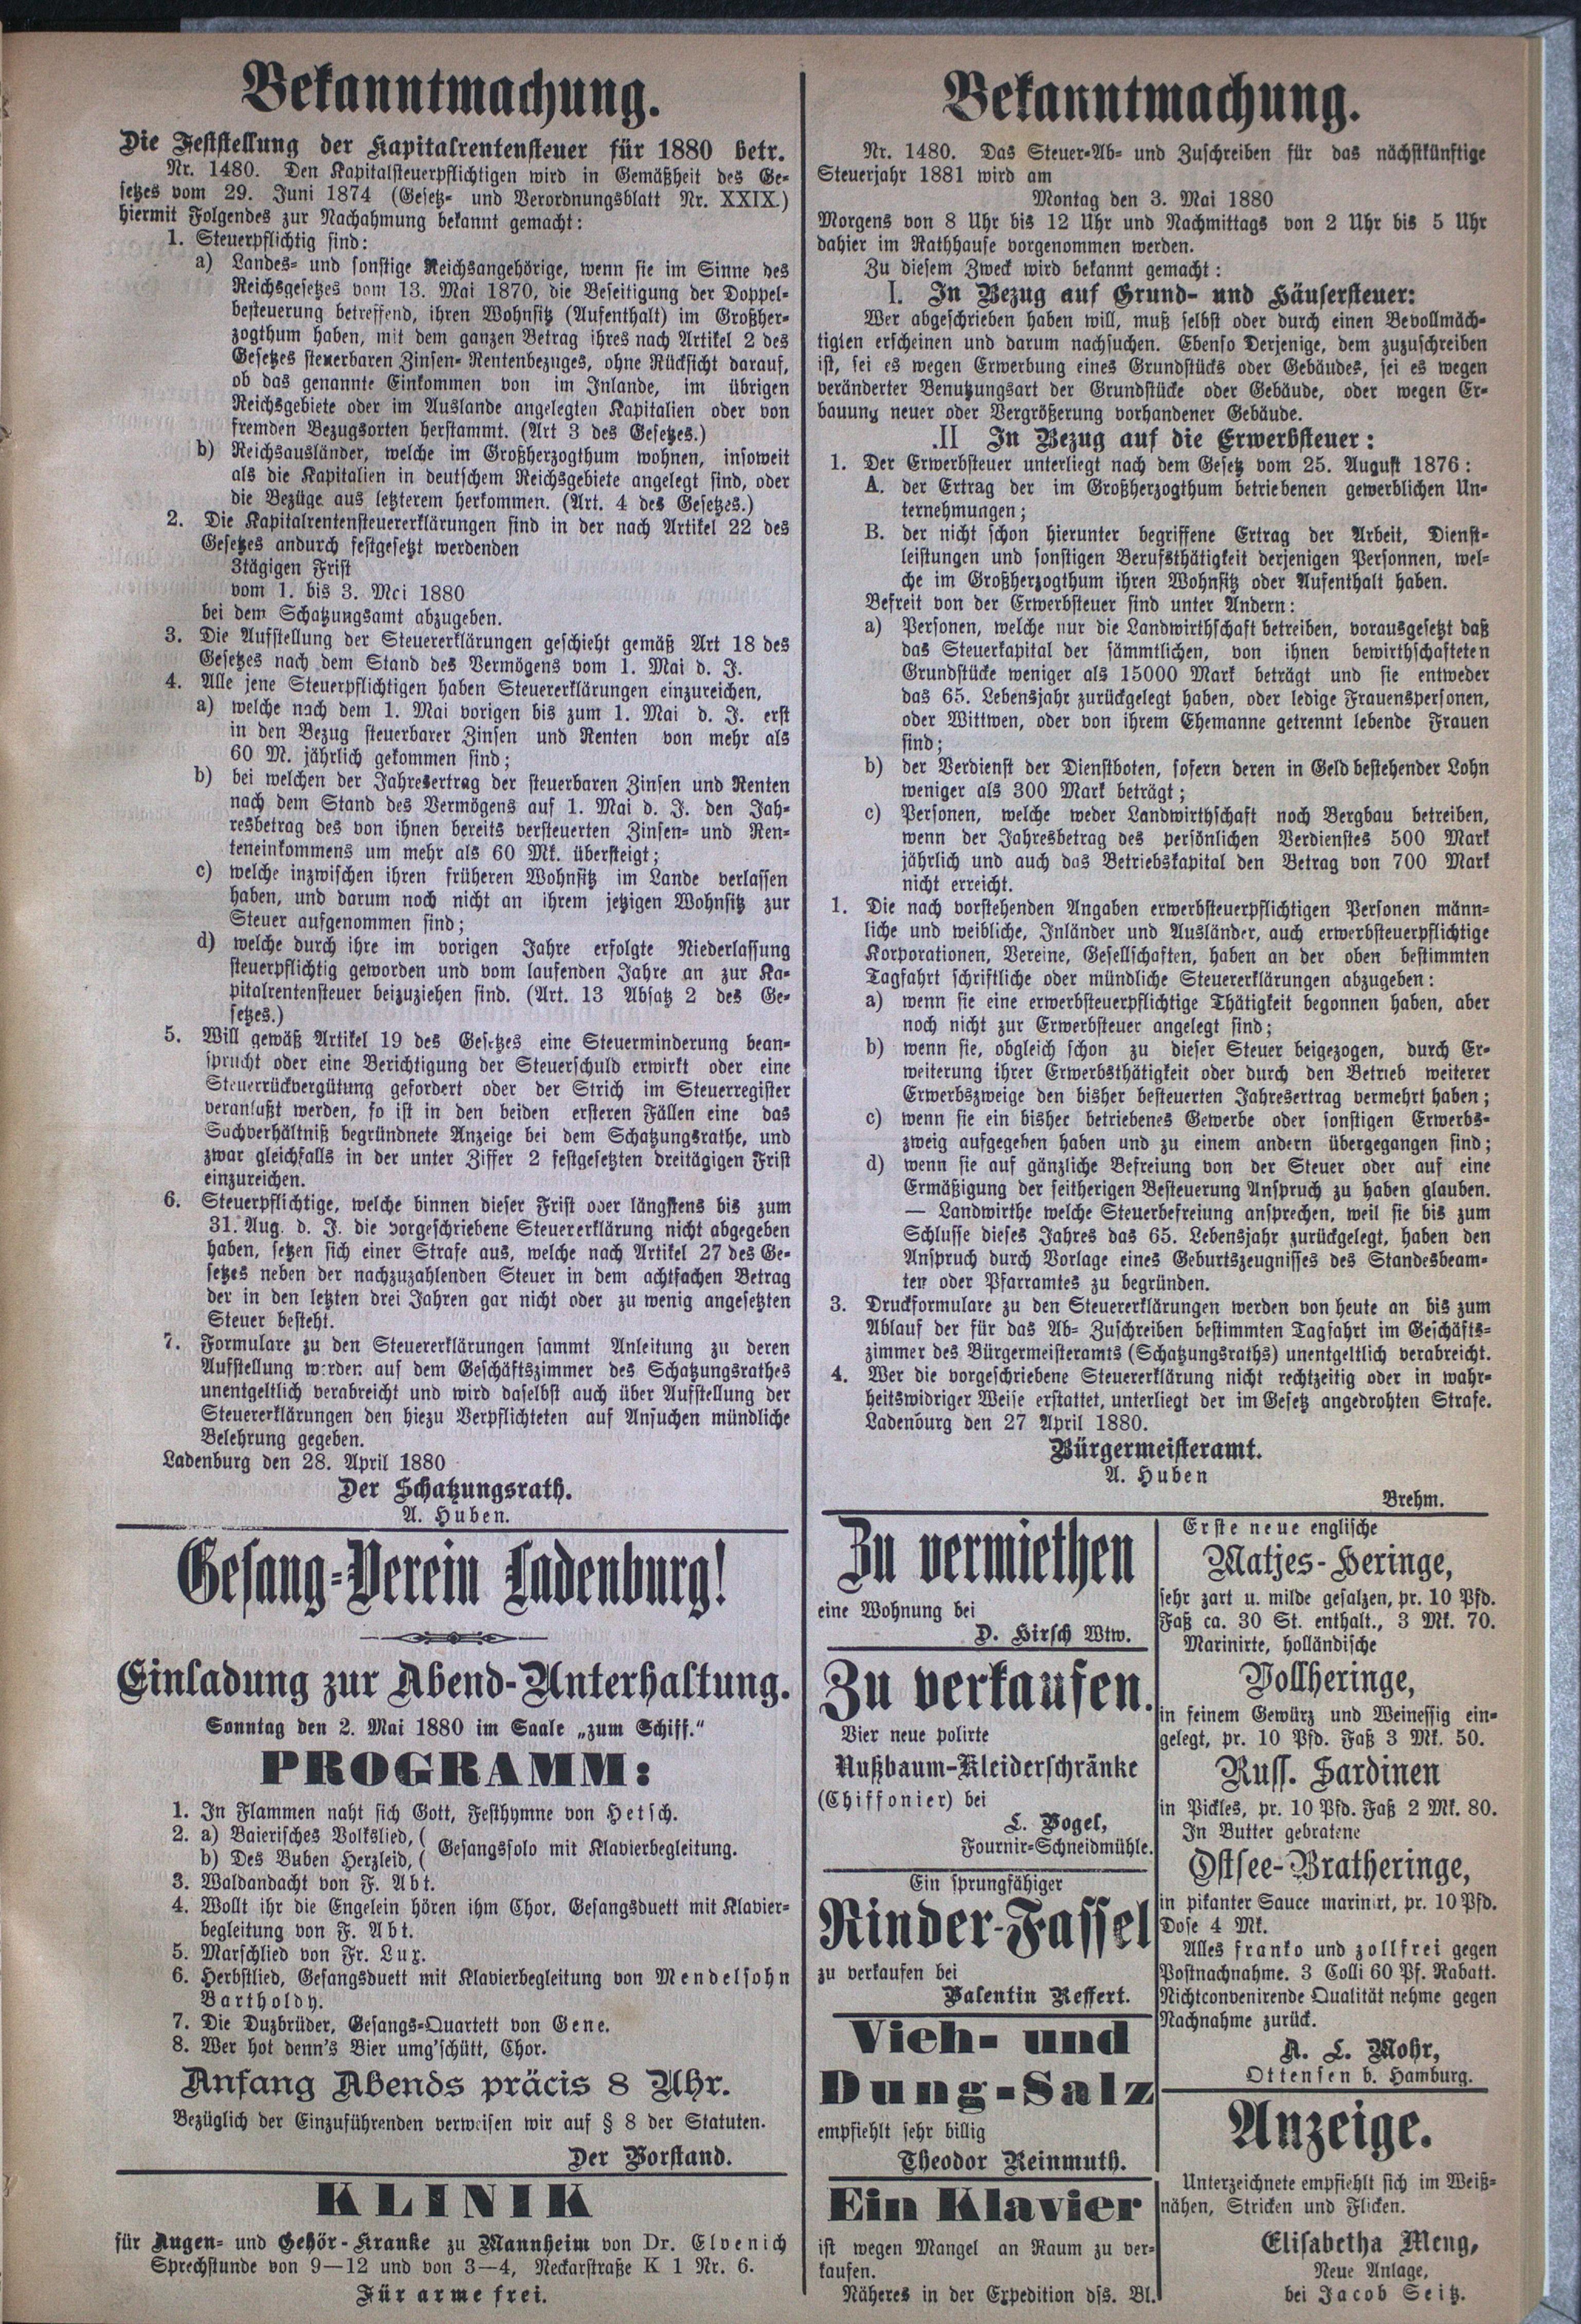 Bekanntmachung.
Die Feststellung der Kapitalrentensteuer für 1880 betr.
Nr. 1480. Den Kapitalsteuerpflichtigen wird in Gemäßheit des Ge-
setzes vom 29. Juni 1874 (Gesetz- und Verordnungsblatt Nr. XXIX.)
hiermit Folgendes zur Nachahmung bekannt gemacht:
1. Steuerpflichtig sind:
a) Landes- und sonstige Reichsangehörige, wenn sie im Sinne des
Reichsgesetzes vom 13. Mai 1870, die Beseitigung der Doppel-
besteuerung betreffend, ihren Wohnsitz (Aufenthalt) im Großher-
zogthum haben, mit dem ganzen Betrag ihres nach Artikel 2 des
Gesetzes steuerbaren Zinsen- Rentenbezuges, ohne Rücksicht darauf,
ob das genannte Einkommen von im Inlande, im übrigen
Reichsgebiete oder im Auslande angelegten Kapitalien oder von
fremden Bezugsorten herstammt. (Art 3 des Gesetzes.)
b) Reichsausländer, welche im Großherzogthum wohnen, insoweit
als die Kapitalien in deutschem Reichsgebiete angelegt sind, oder
die Bezüge aus letzterem herkommen. (Art. 4 des Gesetzes.)
2. Die Kapitalrentensteuererklärungen sind in der nach Artikel 22 des
Gesetzes andurch festgesetzt werdenden
3tägigen Frist
vom 1. bis 3. Mai 1880
bei dem Schatzungsamt abzugeben.
3. Die Aufstellung der Steuererklärungen geschieht gemäß Art 18 des
Gesetzes nach dem Stand des Vermögens vom 1. Mai d. J.
4. Alle jene Steuerpflichtigen haben Steuererklärungen einzureichen,
a) welche nach dem 1. Mai vorigen bis zum 1. Mai d. J. erst
in den Bezug steuerbarer Zinsen und Renten von mehr als
60 M. jährlich gekommen sind;
b) bei welchen der Jahresertrag der steuerbaren Zinsen und Renten
nach dem Stand des Vermögens auf 1. Mai d. J. den Jah-
resbetrag des von ihnen bereits versteuerten Zinsen- und Ren-
teneinkommens um mehr als 60 Mk. übersteigt;
c) welche inzwischen ihren früheren Wohnsitz im Lande verlassen
haben, und darum noch nicht an ihrem jetzigen Wohnsitz zur
Steuer aufgenommen sind;
d) welche durch ihre im vorigen Jahre erfolgte Niederlassung
steuerpflichtig geworden und vom laufenden Jahre an zur Ka-
pitalrentensteuer beizuziehen sind. (Art. 13 Absatz 2 des Ge-
setzes.)
5. Will gewäß Artikel 19 des Gesetzes eine Steuerminderung bean-
sprucht oder eine Berichtigung der Steuerschuld erwirkt oder eine
Steuerrückvergütung gefordert oder der Strich im Steuerregister
veranlaßt werden, so ist in den beiden ersteren Fällen eine das
Sachverhältniß begründnete Anzeige bei dem Schatzungsrathe, und
zwar gleichfalls in der unter Ziffer 2 festgesetzten dreitägigen Frist
einzureichen.
6. Steuerpflichtige, welche binnen dieser Frist oder längstens bis zum
31. Aug. d. J. die vorgeschriebene Steuererklärung nicht abgegeben
haben, setzen sich einer Strafe aus, welche nach Artikel 27 des Ge-
setzes neben der nachzuzahlenden Steuer in dem achtfachen Betrag
der in den letzten drei Jahren gar nicht oder zu wenig angesetzten
Steuer besteht.
7. Formulare zu den Steuererklärungen sammt Anleitung zu deren
Aufstellung werden auf dem Geschäftszimmer des Schatzungsrathes
unentgeltlich verabreicht und wird daselbst auch über Aufstellung der
Steuererklärungen den hiezu Verpflichteten auf Ansuchen mündliche
Belehrung gegeben.
Ladenburg den 28. April 1880
Der Schatzungsrath.
A. Huben.
Gesang-Verein Ladenburg!
Einladung zur Abend-Unterhaltung.
Sonntag den 2. Mai 1880 im Saale „zum Schiff.“
PROGRAMM:
1. In Flammen naht sich Gott, Festhymne von Hetsch.
2. a) Baierisches Volkslied, (
b) Des Buben Herzleid, ( Gesangssolo mit Klavierbegleitung.
3. Waldandacht von F. Abt.
4. Wollt ihr die Engelein hören ihm Chor, Gesangsduett mit Klavier-
begleitung von F. Abt.
5. Marschlied von Fr. Lux.
6. Herbstlied, Gesangsduett mit Klavierbegleitung von Mendelsohn
Bartholdy.
7. Die Duzbrüder, Gesangs-Quartett von Gene.
8. Wer hot denn's Bier umg'schütt, Chor.
Anfang Abends präcis 8 Uhr.
Bezüglich der Einzuführenden verweisen wir auf § 8 der Statuten.
Der Vorstand.
KLINIK
für Augen- und Gehör-Kranke zu Mannheim von Dr. Elvenich
Sprechstunde von 9—12 und von 3—4, Neckarstraße K 1 Nr. 6.
Für arme frei.
Bekanntmachung.
Nr. 1480. Das Steuer-Ab- und Zuschreiben für das nächstkünftige
Steuerjahr 1881 wird am
Montag den 3. Mai 1880
Morgens von 8 Uhr bis 12 Uhr und Nachmittags von 2 Uhr bis 5 Uhr
dahier im Rathhause vorgenommen werden.
Zu diesem Zweck wird bekannt gemacht:
I. In Bezug auf Grund- und Häusersteuer:
Wer abgeschrieben haben will, muß selbst oder durch einen Bevollmäch-
tigten erscheinen und darum nachsuchen. Ebenso Derjenige, dem zuzuschreiben
ist, sei es wegen Erwerbung eines Grundstücks oder Gebäudes, sei es wegen
veränderter Benutzungsart der Grundstücke oder Gebäude, oder wegen Er-
bauung neuer oder Vergrößerung vorhandener Gebäude.
.II In Bezug auf die Erwerbsteuer:
1. Der Erwerbsteuer unterliegt nach dem Gesetz vom 25. August 1876:
A. der Ertrag der im Großherzogthum betriebenen gewerblichen Un-
ternehmungen;
B. der nicht schon hierunter begriffene Ertrag der Arbeit, Dienst-
leistungen und sonstigen Berufsthätigkeit derjenigen Personnen, wel-
che im Großherzogthum ihren Wohnsitz oder Aufenthalt haben.
Befreit von der Erwerbsteuer sind unter Andern:
a) Personen, welche nur die Landwirthschaft betreiben, vorausgesetzt daß
das Steuerkapital der sämmtlichen, von ihnen bewirthschafteten
Grundstücke weniger als 15000 Mark beträgt und sie entweder
das 65. Lebensjahr zurückgelegt haben, oder ledige Frauenspersonen,
oder Wittwen, oder von ihrem Ehemanne getrennt lebende Frauen
sind;
b) der Verdienst der Dienstboten, sofern deren in Geld bestehender Lohn
weniger als 300 Mark beträgt;
c) Personen, welche weder Landwirthschaft noch Bergbau betreiben,
wenn der Jahresbetrag des persönlichen Verdienstes 500 Mark
jährlich und auch das Betriebskapital den Betrag von 700 Mark
nicht erreicht.
1. Die nach vorstehenden Angaben erwerbsteuerpflichtigen Personen männ-
liche und weibliche, Inländer und Ausländer, auch erwerbsteuerpflichtige
Korporationen, Vereine, Gesellschaften, haben an der oben bestimmten
Tagfahrt schriftliche oder mündliche Steuererklärungen abzugeben:
a) wenn sie eine erwerbsteuerpflichtige Thätigkeit begonnen haben, aber
noch nicht zur Erwerbsteuer angelegt sind;
b) wenn sie, obgleich schon zu dieser Steuer beigezogen, durch Er-
weiterung ihrer Erwerbsthätigkeit oder durch den Betrieb weiterer
Erwerbszweige den bisher besteuerten Jahresertrag vermehrt haben;
c) wenn sie ein bisher betriebenes Gewerbe oder sonstigen Erwerbs-
zweig aufgegeben haben und zu einem andern übergegangen sind;
d) wenn sie auf gänzliche Befreiung von der Steuer oder auf eine
Ermäßigung der seitherigen Besteuerung Anspruch zu haben glauben.
— Landwirthe welche Steuerbefreiung ansprechen, weil sie bis zum
Schlusse dieses Jahres das 65. Lebensjahr zurückgelegt, haben den
Anspruch durch Vorlage eines Geburtszeugnisses des Standesbeam-
ten oder Pfarramtes zu begründen.
3. Druckformulare zu den Steuererklärungen werden von heute an bis zum
Ablauf der für das Ab- Zuschreiben bestimmten Tagfahrt im Geschäfts-
zimmer des Bürgermeisteramts (Schatzungsraths) unentgeltlich verabreicht.
4. Wer die vorgeschriebene Steuererklärung nicht rechtzeitig oder in wahr-
heitswidriger Weise erstattet, unterliegt der im Gesetz angedrohten Strafe.
Ladenburg den 27 April 1880.
Bürgermeisteramt.
A. Huben
Brehm.
Zu vermiethen
eine Wohnung bei
D. Hirsch Wtw.
Zu verkaufen.
Vier neue polirte
Nußbaum-Kleiderschränke
(Chiffonier) bei
L. Vogel,
Fournir-Schneidmühle.
Ein sprungfähiger
Rinder-Fassel
zu verkaufen bei
Valentin Reffert.
Vieh- und
Dung-Salz
empfiehlt sehr billig
Theodor Reinmuth.
Ein Klavier
ist wegen Mangel an Raum zu ver-
kaufen.
Näheres in der Expedition dss. Bl.
Erste neue englische
Matjes-Heringe,
sehr zart u. milde gesalzen, pr. 10 Pfd.
Faß ca. 30 St. enthalt., 3 Mk. 70.
Marinirte, holländische
Vollheringe,
in feinem Gewürz und Weinessig ein-
gelegt, pr. 10 Pfd. Faß 3 Mk. 50.
Russ. Sardinen
in Pickles, pr. 10 Pfd. Faß 2 Mk. 80.
In Butter gebratene
Ostsee-Bratheringe,
in pikanter Sauce marinirt, pr. 10 Pfd.
Dose 4 Mk.
Alles franko und zollfrei gegen
Postnachnahme. 3 Colli 60 Pf. Rabatt.
Nichtconvenirende Qualität nehme gegen
Nachnahme zurück.
A. L. Mohr,
Ottensen b. Hamburg.
Anzeige.
Unterzeichnete empfiehlt sich im Weiß-
nähen, Stricken und Flicken.
Elisabetha Meng,
Neue Anlage,
bei Jacob Seitz.